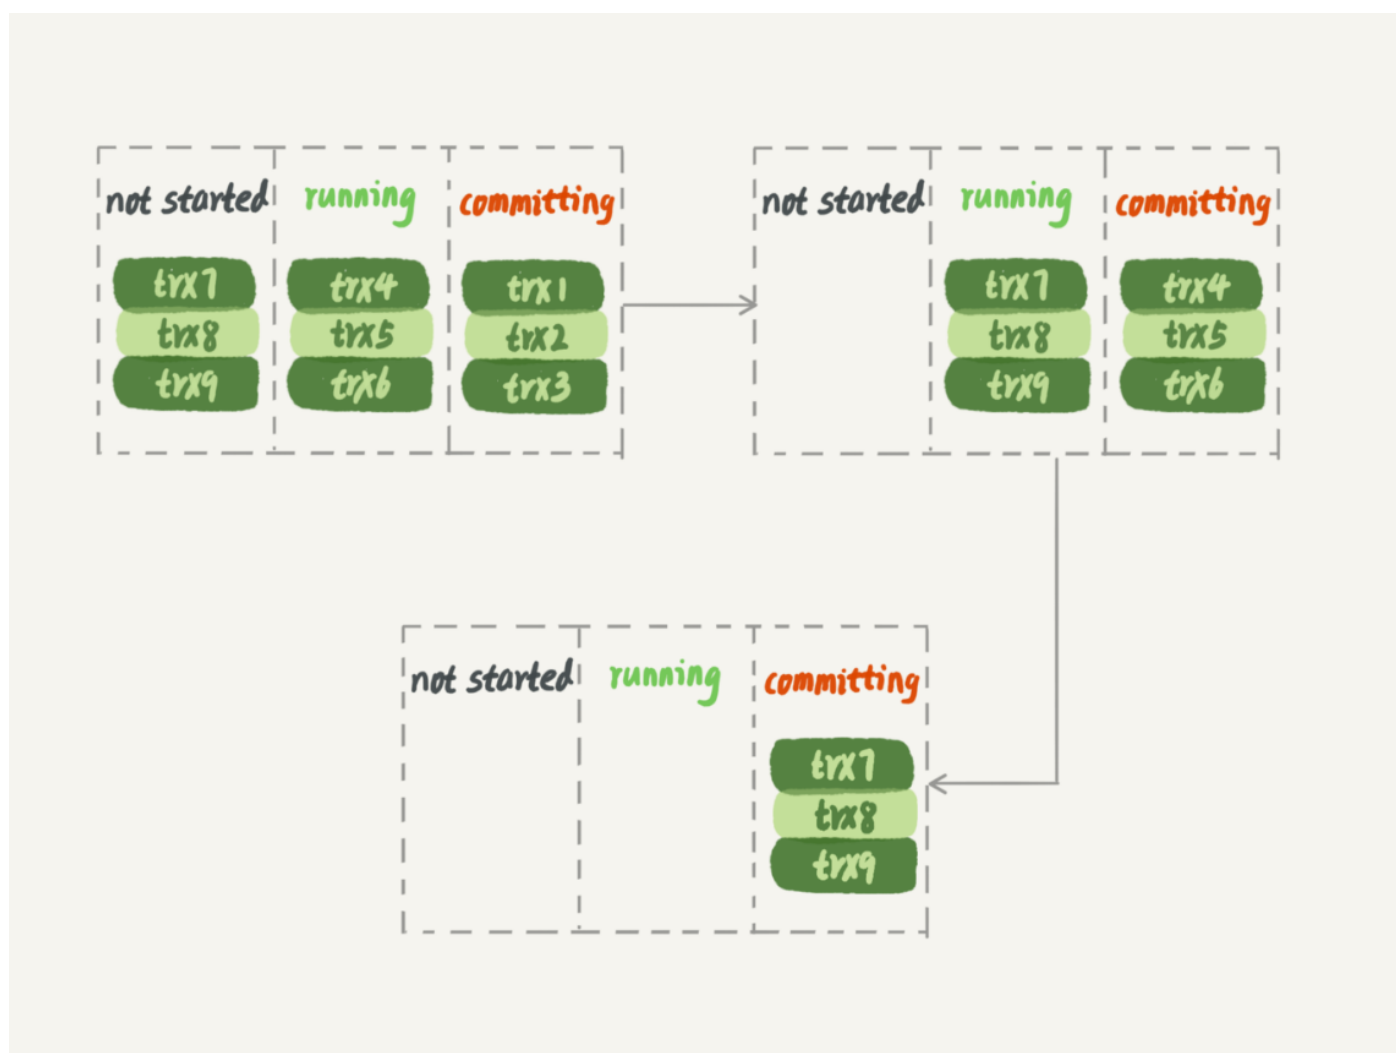 not started running committing
trx7 trx4 trx1
trx8 trx5 trx2
trx9 trx6 trx3
not started running committing
trx7 trx4
trx8 trx5
trx9 trx6
not started running committing
trx7
trx8
trx9